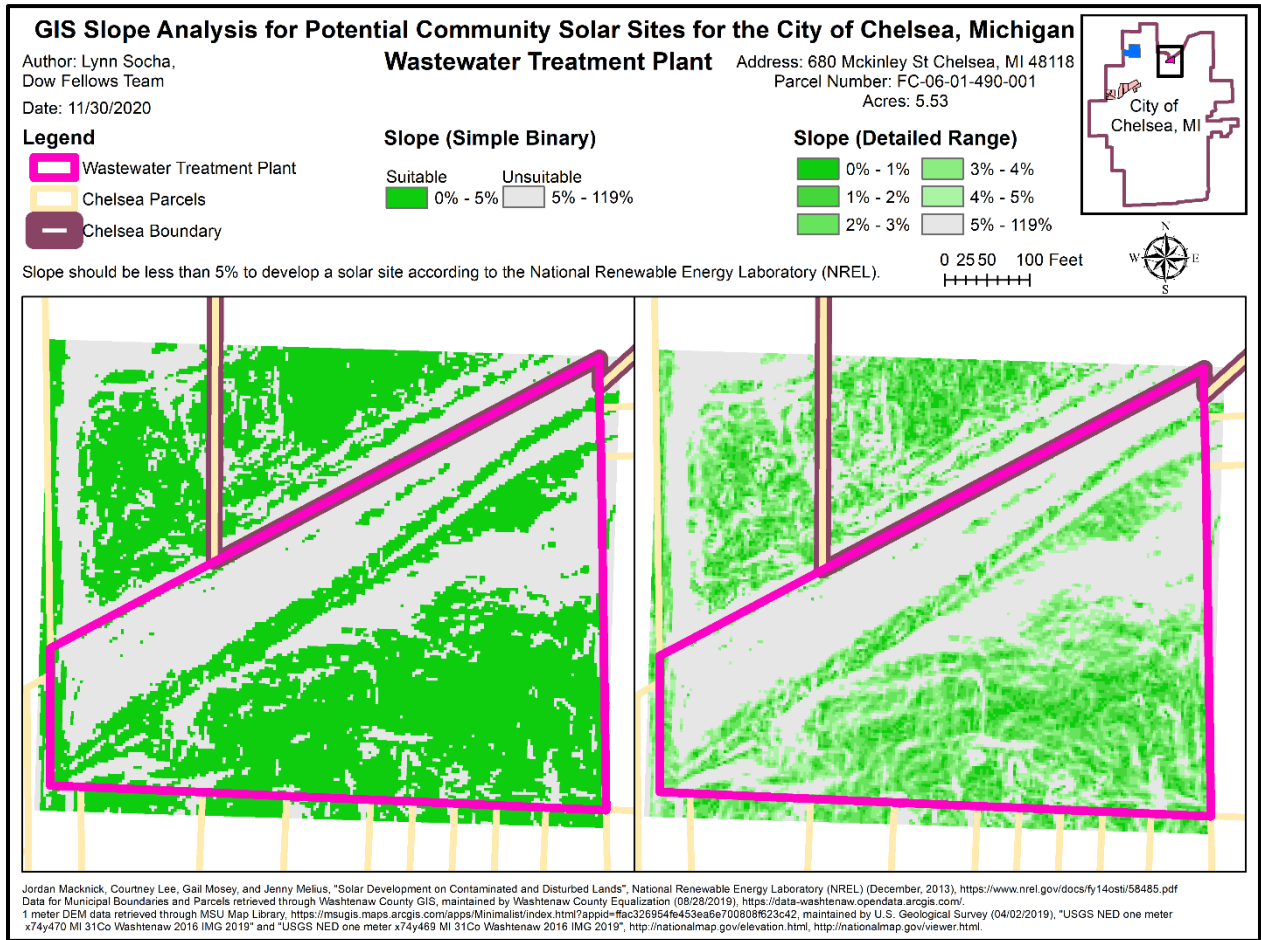 GIS Slope Analysis for Potential Community Solar Sites for the City of Chelsea, Michigan
Wastewater Treatment Plant
Author: Lynn Socha,
Dow Fellows Team
Date: 11/30/2020
Address: 680 Mckinley St Chelsea, MI 48118
Parcel Number: FC-06-01-490-001
Acres: 5.53
City of
Chelsea, MI
Legend
Wastewater Treatment Plant
Chelsea Parcels
Chelsea Boundary
Slope (Simple Binary)
Suitable Unsuitable
0% - 5% 5% - 119%
Slope (Detailed Range)
0% - 1% 3% - 4%
1% - 2% 4% - 5%
2% - 3% 5% - 119%
N
W E
S
Slope should be less than 5% to develop a solar site according to the National Renewable Energy Laboratory (NREL).
0 25 50 100 Feet
Jordan Macknick, Courtney Lee, Gail Mosey, and Jenny Melius, "Solar Development on Contaminated and Disturbed Lands", National Renewable Energy Laboratory (NREL) (December, 2013), https://www.nrel.gov/docs/fy14osti/58485.pdf
Data for Municipal Boundaries and Parcels retrieved through Washtenaw County GIS, maintained by Washtenaw County Equalization (08/28/2019), https://data-washtenaw.opendata.arcgis.com/.
1 meter DEM data retrieved through MSU Map Library, https://msugis.maps.arcgis.com/apps/Minimalist/index.html?appid=ffac326954fe453ea6e700808f623c42, maintained by U.S. Geological Survey (04/02/2019), "USGS NED one meter
x74y470 MI 31Co Washtenaw 2016 IMG 2019" and "USGS NED one meter x74y469 MI 31Co Washtenaw 2016 IMG 2019", http://nationalmap.gov/elevation.html, http://nationalmap.gov/viewer.html.